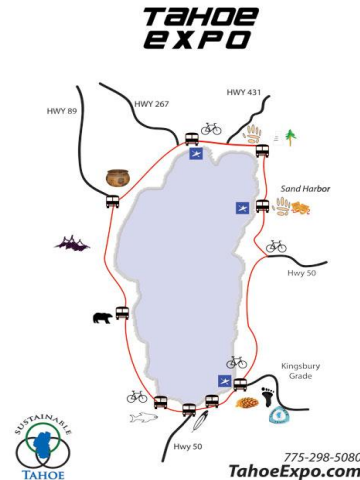 TAHOE
EXPO
HWY 89
HWY 267
HWY 431
Sand Harbor
Hwy 50
Kingsbury
Grade
Hwy 50
SUSTAINABLE
TAHOE
775-298-5080
TahoeExpo.com